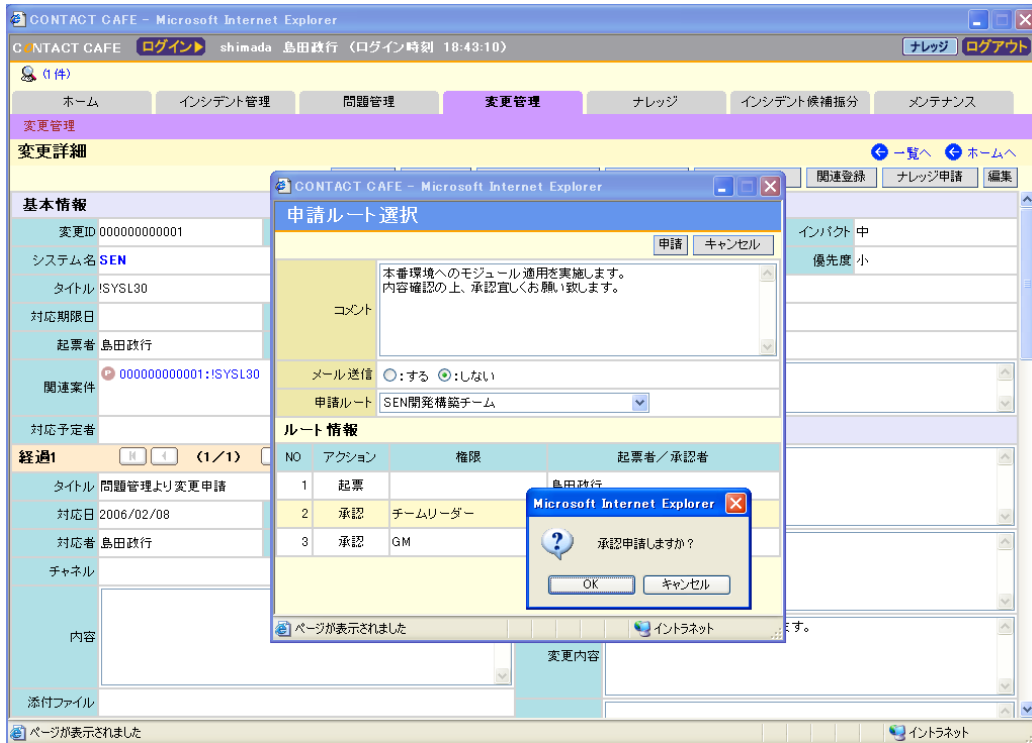 CONTACT CAFE - Microsoft Internet Explorer
CONTACT CAFE ログイン shimada 島田政行 (ログイン時刻 18:43:10) ナレッジ ログアウト
(1件)
ホーム インシデント管理 問題管理 変更管理 ナレッジ インシデント候補振分 メンテナンス
変更管理
変更詳細 一覧へ ホームへ
関連登録 ナレッジ申請 編集
基本情報
変更ID 000000000001 インパクト 中
システム名 SEN 優先度 小
タイトル !SYSL30
対応期限日
起票者 島田政行
関連案件 000000000001:!SYSL30
対応予定者
経過1 (1/1)
タイトル 問題管理より変更申請
対応日 2006/02/08
対応者 島田政行
チャネル
内容
変更内容
ます。
添付ファイル
CONTACT CAFE - Microsoft Internet Explorer
申請ルート選択
申請 キャンセル
コメント
本番環境へのモジュール適用を実施します。
内容確認の上、承認宜しくお願い致します。
メール送信 :する :しない
申請ルート SEN開発構築チーム
ルート情報
NO アクション 権限 起票者/承認者
1 起票 島田政行
2 承認 チームリーダー
3 承認 GM
ページが表示されました イントラネット
Microsoft Internet Explorer
承認申請しますか?
OK キャンセル
ページが表示されました イントラネット